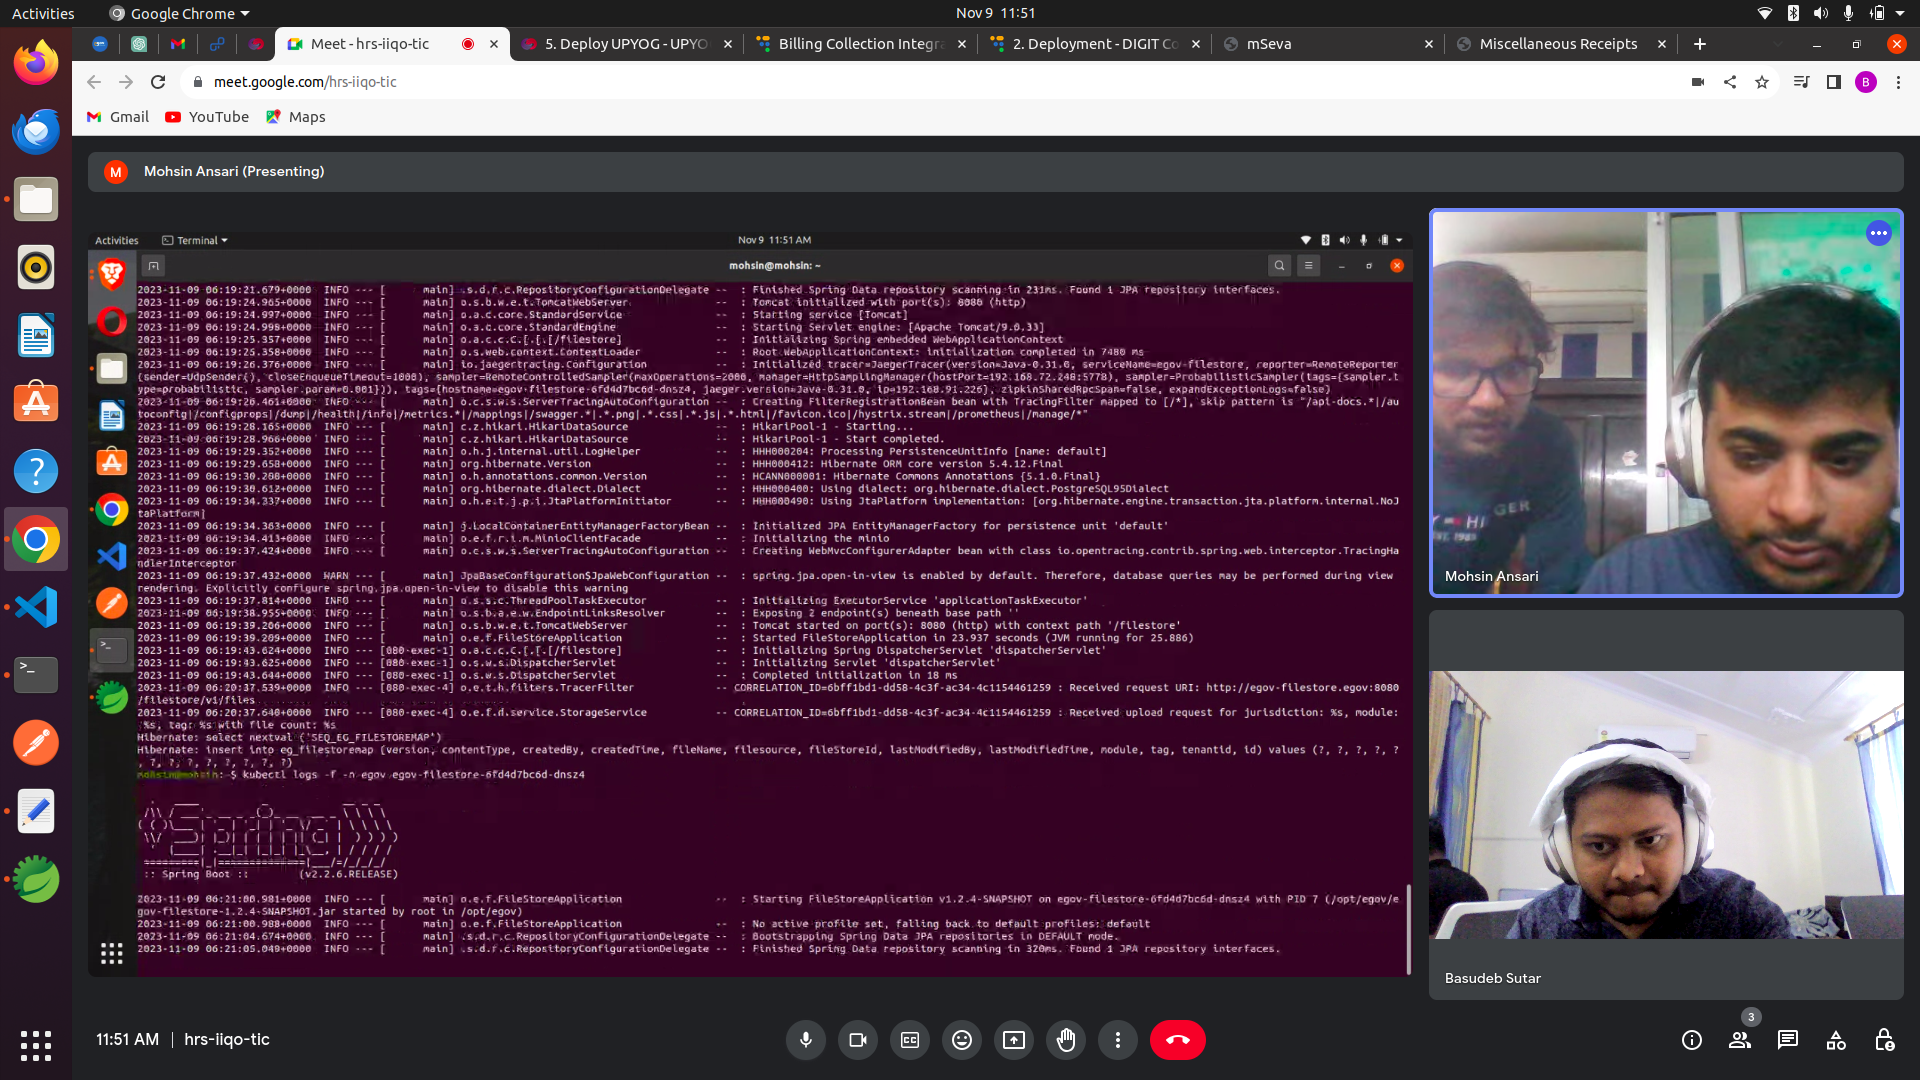 Activities
Google Chrome
Nov 9 11:51
Meet - hrs-iiqo-tic
5. Deploy UPYOG - UPYO
Billing Collection Integra
2. Deployment - DIGIT Co
mSeva
Miscellaneous Receipts
meet.google.com/hrs-iiqo-tic
B
Gmail
YouTube
Maps
M
Mohsin Ansari (Presenting)
Activities
Terminal
Nov 9 11:51 AM
mohsin@mohsin: ~
2023-11-09 06:19:21.679+0000 INFO --- [ main] .s.d.r.c.RepositoryConfigurationDelegate -- : Finished Spring Data repository scanning in 231ms. Found 1 JPA repository interfaces.
2023-11-09 06:19:24.965+0000 INFO --- [ main] o.s.b.w.e.t.TomcatWebServer -- : Tomcat initialized with port(s): 8080 (http)
2023-11-09 06:19:24.997+0000 INFO --- [ main] o.a.c.core.StandardService -- : Starting service [Tomcat]
2023-11-09 06:19:24.998+0000 INFO --- [ main] o.a.c.core.StandardEngine -- : Starting Servlet engine: [Apache Tomcat/9.0.33]
2023-11-09 06:19:25.357+0000 INFO --- [ main] o.a.c.c.C.[.[.[/filestore] -- : Initializing Spring embedded WebApplicationContext
2023-11-09 06:19:26.358+0000 INFO --- [ main] o.s.web.context.ContextLoader -- : Root WebApplicationContext: initialization completed in 7480 ms
2023-11-09 06:19:26.376+0000 INFO --- [ main] io.jaegertracing.Configuration -- : Initialized tracer=JaegerTracer(version=Java-0.31.0, serviceName=egov-filestore, reporter=RemoteReporter
(sender=UdpSender(), closeEnqueueTimeout=1000), sampler=RemoteControlledSampler(maxOperations=2000, manager=HttpSamplingManager(hostPort=192.168.72.240:5778), sampler=ProbabilisticSampler(tags={sampler.t
ype=probabilistic, sampler.param=0.001})), tags={hostname=egov-filestore-6fd4d7bc6d-dnsz4, jaeger.version=Java-0.31.0, ip=192.168.91.226}, zipkinSharedRpcSpan=false, expandExceptionLogs=false)
2023-11-09 06:19:26.461+0000 INFO --- [ main] o.c.s.w.s.ServerTracingAutoConfiguration -- : Creating FilterRegistrationBean bean with TracingFilter mapped to [/*], skip pattern is "/api-docs.*|/au
toconfig|/configprops|/dump|/health|/info|/metrics.*|/mappings|/swagger.*|.*.png|.*.css|.*.js|.*.html|/favicon.ico|/hystrix.stream|/prometheus|/manage/*"
2023-11-09 06:19:28.165+0000 INFO --- [ main] c.z.hikari.HikariDataSource -- : HikariPool-1 - Starting...
2023-11-09 06:19:28.966+0000 INFO --- [ main] c.z.hikari.HikariDataSource -- : HikariPool-1 - Start completed.
2023-11-09 06:19:29.352+0000 INFO --- [ main] o.h.j.internal.util.LogHelper -- : HHH000204: Processing PersistenceUnitInfo [name: default]
2023-11-09 06:19:29.658+0000 INFO --- [ main] org.hibernate.Version -- : HHH000412: Hibernate ORM core version 5.4.12.Final
2023-11-09 06:19:30.208+0000 INFO --- [ main] o.h.annotations.common.Version -- : HCANN000001: Hibernate Commons Annotations {5.1.0.Final}
2023-11-09 06:19:30.612+0000 INFO --- [ main] org.hibernate.dialect.Dialect -- : HHH000400: Using dialect: org.hibernate.dialect.PostgreSQL95Dialect
2023-11-09 06:19:34.337+0000 INFO --- [ main] o.h.e.t.j.p.i.JtaPlatformInitiator -- : HHH000490: Using JtaPlatform implementation: [org.hibernate.engine.transaction.jta.platform.internal.NoJ
taPlatform]
2023-11-09 06:19:34.363+0000 INFO --- [ main] j.LocalContainerEntityManagerFactoryBean -- : Initialized JPA EntityManagerFactory for persistence unit 'default'
2023-11-09 06:19:34.413+0000 INFO --- [ main] o.e.f.r.i.m.MinioClientFacade -- : Initializing the minio
2023-11-09 06:19:37.424+0000 INFO --- [ main] o.c.s.w.s.ServerTracingAutoConfiguration -- : Creating WebMvcConfigurerAdapter bean with class io.opentracing.contrib.spring.web.interceptor.TracingHa
ndlerInterceptor
2023-11-09 06:19:37.432+0000 WARN --- [ main] JpaBaseConfiguration$JpaWebConfiguration -- : spring.jpa.open-in-view is enabled by default. Therefore, database queries may be performed during view
rendering. Explicitly configure spring.jpa.open-in-view to disable this warning
2023-11-09 06:19:37.814+0000 INFO --- [ main] o.s.s.c.ThreadPoolTaskExecutor -- : Initializing ExecutorService 'applicationTaskExecutor'
2023-11-09 06:19:38.955+0000 INFO --- [ main] o.s.b.a.e.w.EndpointLinksResolver -- : Exposing 2 endpoint(s) beneath base path ''
2023-11-09 06:19:39.206+0000 INFO --- [ main] o.s.b.w.e.t.TomcatWebServer -- : Tomcat started on port(s): 8080 (http) with context path '/filestore'
2023-11-09 06:19:39.209+0000 INFO --- [ main] o.e.f.FileStoreApplication -- : Started FileStoreApplication in 23.937 seconds (JVM running for 25.886)
2023-11-09 06:19:43.624+0000 INFO --- [080-exec-1] o.a.c.c.C.[.[.[/filestore] -- : Initializing Spring DispatcherServlet 'dispatcherServlet'
2023-11-09 06:19:43.625+0000 INFO --- [080-exec-1] o.s.w.s.DispatcherServlet -- : Initializing Servlet 'dispatcherServlet'
2023-11-09 06:19:43.644+0000 INFO --- [080-exec-1] o.s.w.s.DispatcherServlet -- : Completed initialization in 18 ms
2023-11-09 06:20:37.539+0000 INFO --- [080-exec-4] o.e.t.h.filters.TracerFilter -- CORRELATION_ID=6bff1bd1-dd58-4c3f-ac34-4c1154461259 : Received request URI: http://egov-filestore.egov:8080
/filestore/v1/files
2023-11-09 06:20:37.640+0000 INFO --- [080-exec-4] o.e.f.d.service.StorageService -- CORRELATION_ID=6bff1bd1-dd58-4c3f-ac34-4c1154461259 : Received upload request for jurisdiction: %s, module:
%s, tag: %s with file count: %s
Hibernate: select nextval ('SEQ_EG_FILESTOREMAP')
Hibernate: insert into eg_filestoremap (version, contentType, createdBy, createdTime, fileName, filesource, fileStoreId, lastModifiedBy, lastModifiedTime, module, tag, tenantid, id) values (?, ?, ?, ?, ?
, ?, ?, ?, ?, ?, ?, ?, ?)
mohsin@mohsin:~$ kubectl logs -f -n egov egov-filestore-6fd4d7bc6d-dnsz4
:: Spring Boot :: (v2.2.6.RELEASE)
2023-11-09 06:21:00.981+0000 INFO --- [ main] o.e.f.FileStoreApplication -- : Starting FileStoreApplication v1.2.4-SNAPSHOT on egov-filestore-6fd4d7bc6d-dnsz4 with PID 7 (/opt/egov/e
gov-filestore-1.2.4-SNAPSHOT.jar started by root in /opt/egov)
2023-11-09 06:21:00.988+0000 INFO --- [ main] o.e.f.FileStoreApplication -- : No active profile set, falling back to default profiles: default
2023-11-09 06:21:04.674+0000 INFO --- [ main] .s.d.r.c.RepositoryConfigurationDelegate -- : Bootstrapping Spring Data JPA repositories in DEFAULT mode.
2023-11-09 06:21:05.049+0000 INFO --- [ main] .s.d.r.c.RepositoryConfigurationDelegate -- : Finished Spring Data repository scanning in 320ms. Found 1 JPA repository interfaces.
Mohsin Ansari
Basudeb Sutar
11:51 AM | hrs-iiqo-tic
3